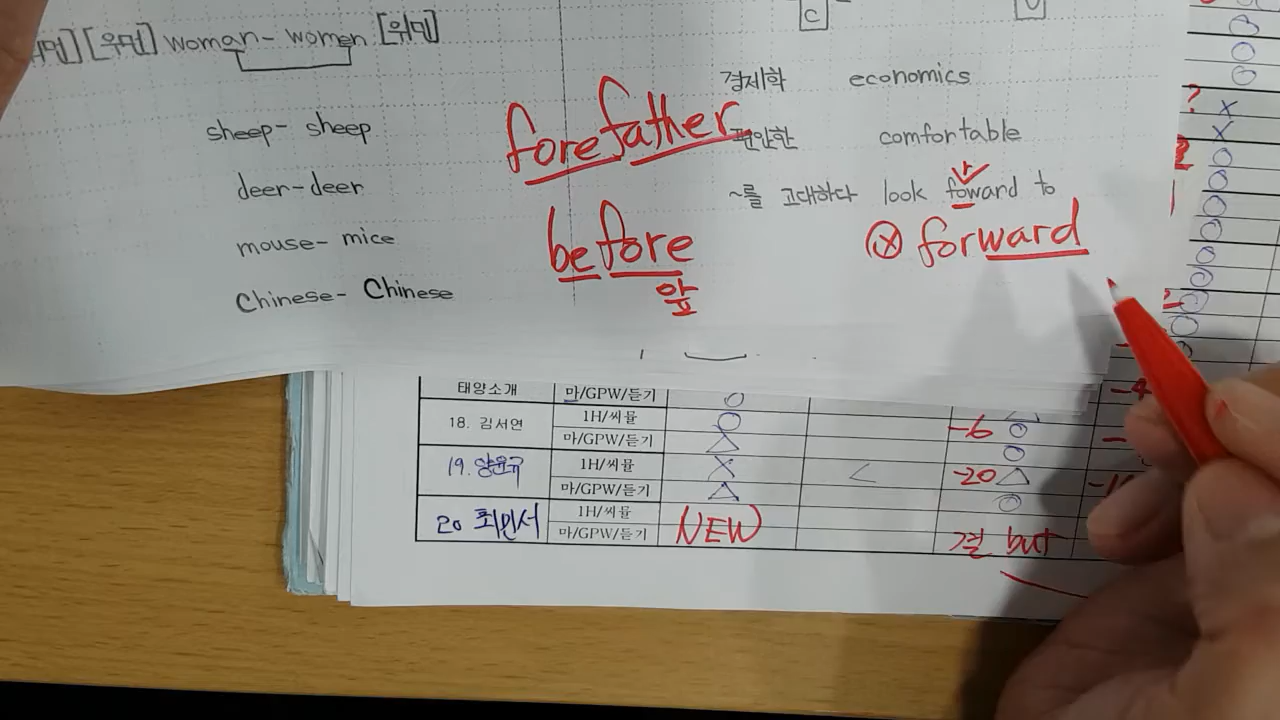 [우먼] woman- women [위민]
C
sheep- sheep
deer-deer
mouse- mice
Chinese- Chinese
forefather
before
앞
경제학 economics
편안한 comfortable
~를 고대하다 look foward to
forward
태양소개 마/GPW/듣기
18. 김서연 1H/씨뮬
마/GPW/듣기
-6
19. 양윤규 1H/씨뮬
-20
마/GPW/듣기
20 최민서 1H/씨뮬
마/GPW/듣기
NEW
결 but